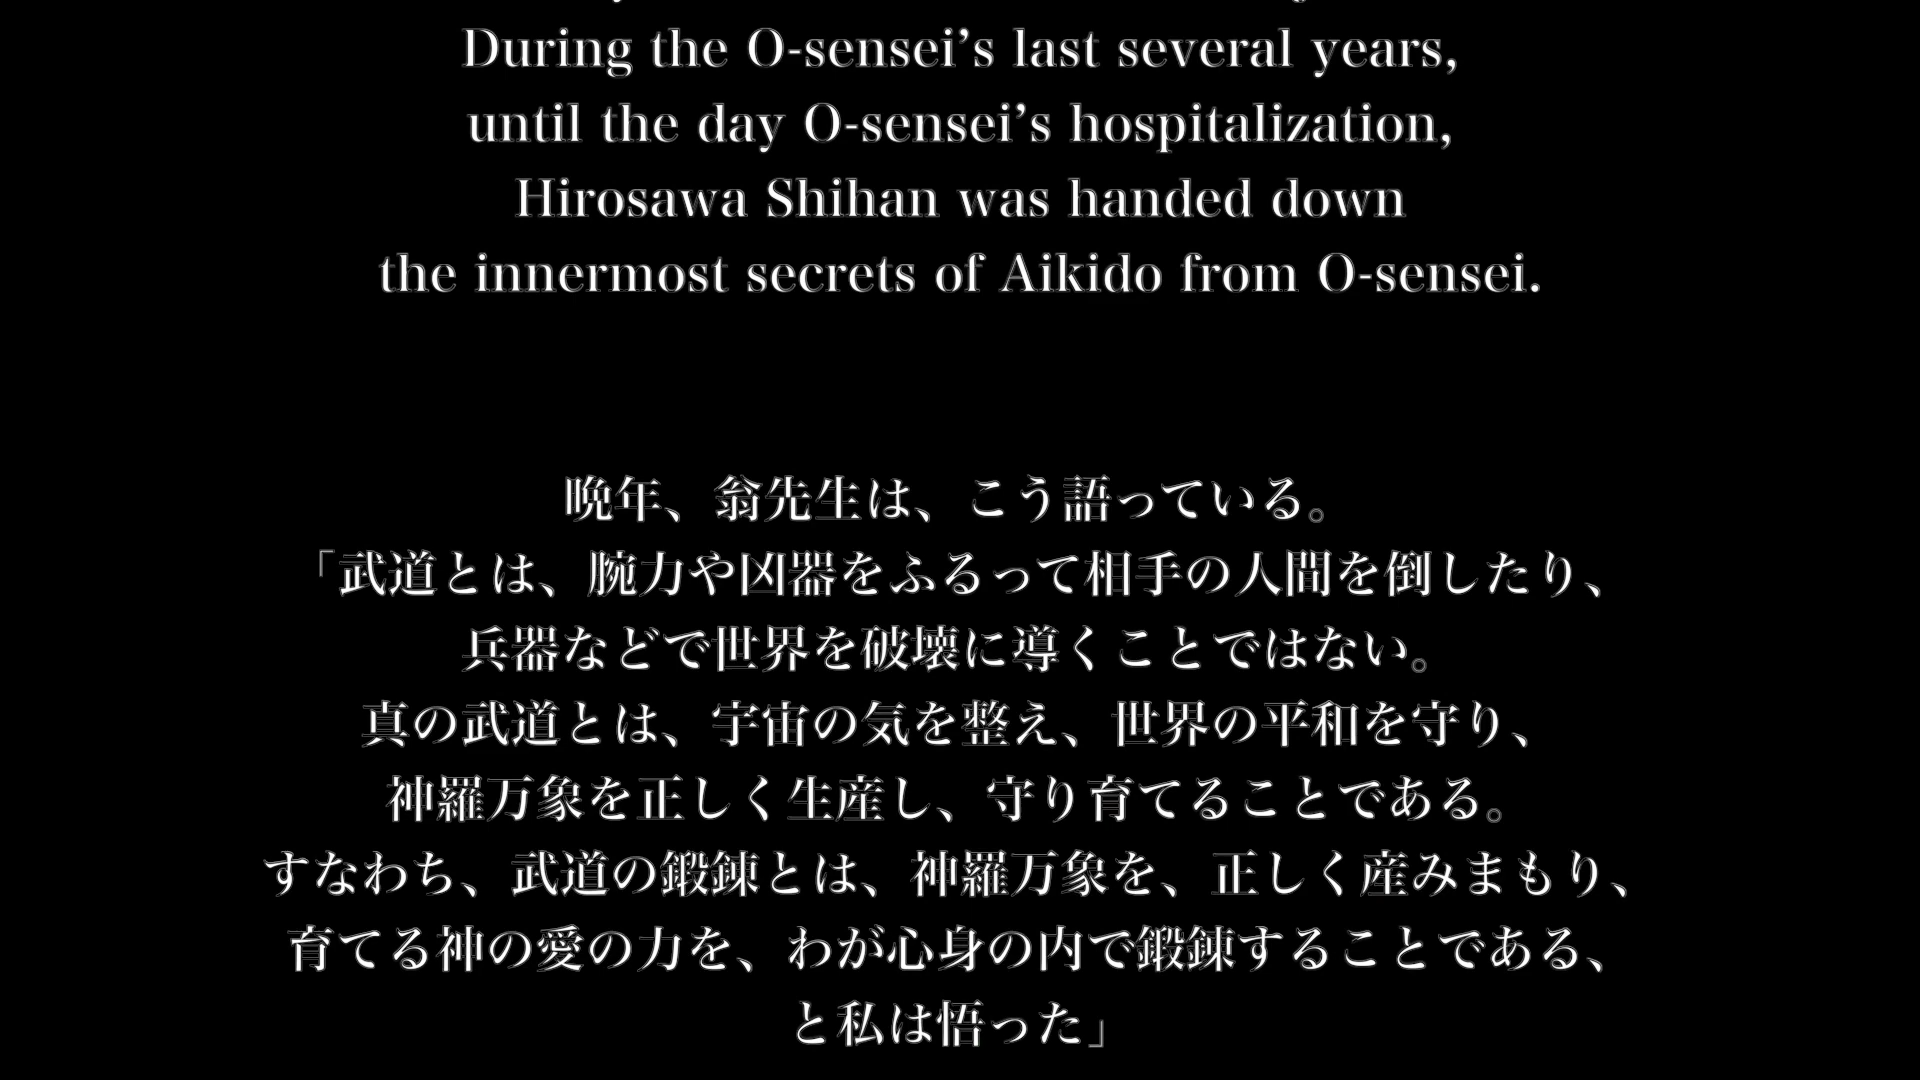 During the O-sensei’s last several years,
until the day O-sensei’s hospitalization,
Hirosawa Shihan was handed down
the innermost secrets of Aikido from O-sensei.
晩年、翁先生は、こう語っている。
「武道とは、腕力や凶器をふるって相手の人間を倒したり、
兵器などで世界を破壊に導くことではない。
真の武道とは、宇宙の気を整え、世界の平和を守り、
神羅万象を正しく生産し、守り育てることである。
すなわち、武道の鍛錬とは、神羅万象を、正しく産みまもり、
育てる神の愛の力を、わが心身の内で鍛錬することである、
と私は悟った」